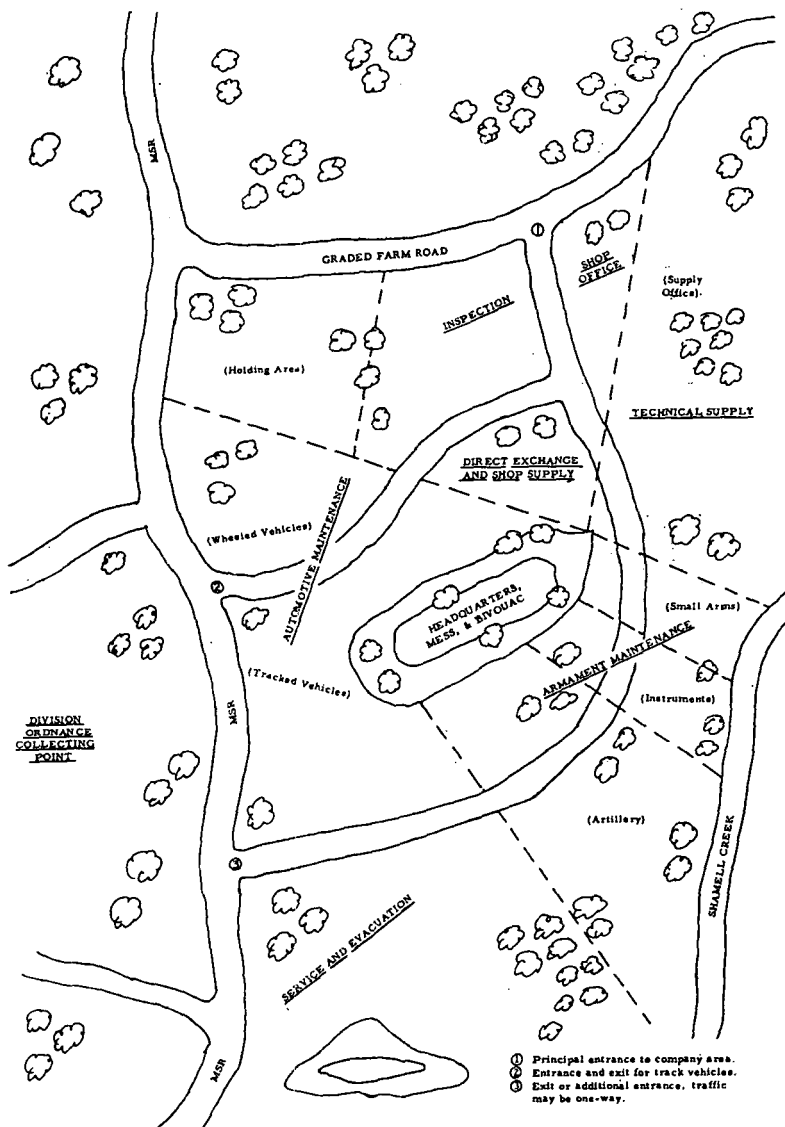 MSR
①
GRADED FARM ROAD
SHOP
OFFICE
(Supply
Office).
INSPECTION
(Holding Area)
TECHNICAL SUPPLY
DIRECT EXCHANGE
AND SHOP SUPPLY
(Wheeled Vehicles)
AUTOMOTIVE MAINTENANCE
②
HEADQUARTERS,
MESS, & BIVOUAC
(Small Arms)
ARMAMENT MAINTENANCE
(Tracked Vehicles)
(Instruments)
MSR
DIVISION
ORDNANCE
COLLECTING
POINT
(Artillery)
③
SHAMELL CREEK
SERVICE AND EVACUATION
MSR
① Principal entrance to company area.
② Entrance and exit for track vehicles.
③ Exit or additional entrance, traffic
may be one-way.